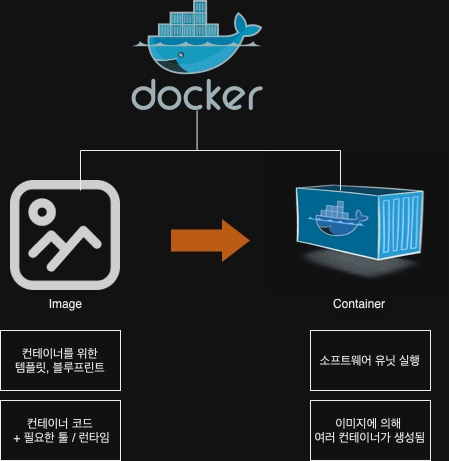 docker
Image
Container
컨테이너를 위한
템플릿, 블루프린트
소프트웨어 유닛 실행
컨테이너 코드
+ 필요한 툴 / 런타임
이미지에 의해
여러 컨테이너가 생성됨